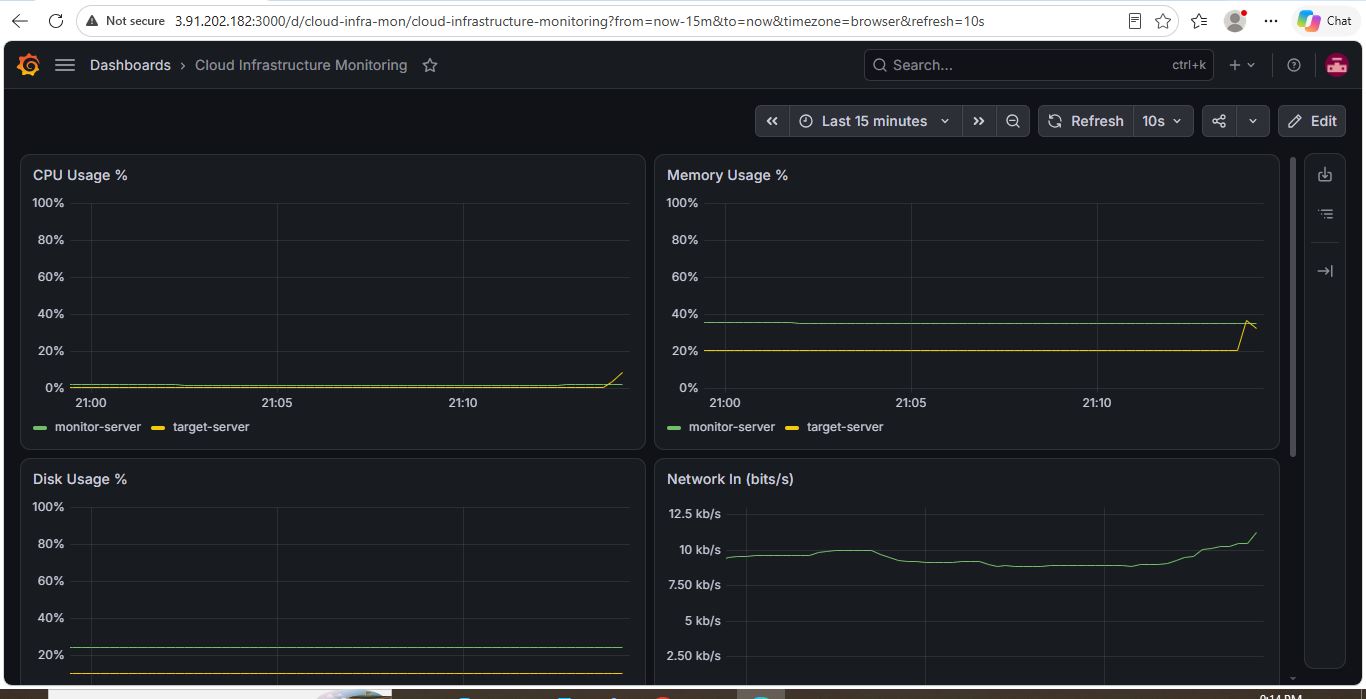 Not secure 3.91.202.182:3000/d/cloud-infra-mon/cloud-infrastructure-monitoring?from=now-15m&to=now&timezone=browser&refresh=10s Chat
Dashboards › Cloud Infrastructure Monitoring Search... ctrl+k
Last 15 minutes Refresh 10s Edit
CPU Usage %
100%
80%
60%
40%
20%
0%
21:00 21:05 21:10
monitor-server target-server
Memory Usage %
100%
80%
60%
40%
20%
0%
21:00 21:05 21:10
monitor-server target-server
Disk Usage %
100%
80%
60%
40%
20%
Network In (bits/s)
12.5 kb/s
10 kb/s
7.50 kb/s
5 kb/s
2.50 kb/s